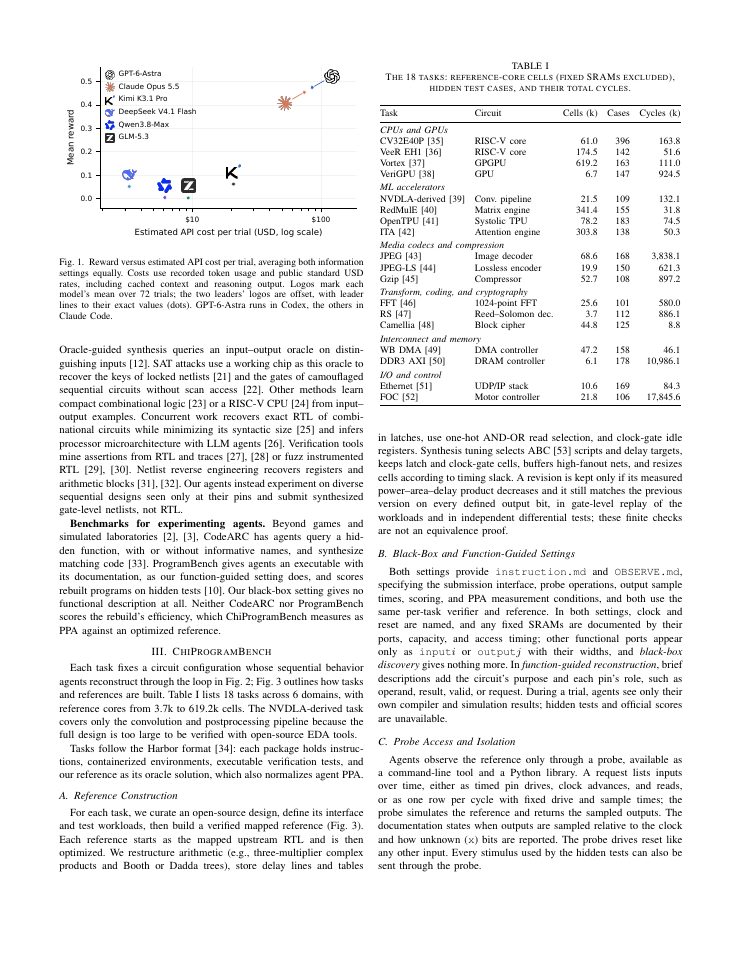 0.5
0.4
0.3
0.2
0.1
0.0
Mean reward
GPT-6-Astra
Claude Opus 5.5
Kimi K3.1 Pro
DeepSeek V4.1 Flash
Qwen3.8-Max
GLM-5.3
$10 $100
Estimated API cost per trial (USD, log scale)
Fig. 1. Reward versus estimated API cost per trial, averaging both information
settings equally. Costs use recorded token usage and public standard USD
rates, including cached context and reasoning output. Logos mark each
model's mean over 72 trials; the two leaders' logos are offset, with leader
lines to their exact values (dots). GPT-6-Astra runs in Codex, the others in
Claude Code.
Oracle-guided synthesis queries an input–output oracle on distin-
guishing inputs [12]. SAT attacks use a working chip as this oracle to
recover the keys of locked netlists [21] and the gates of camouflaged
sequential circuits without scan access [22]. Other methods learn
compact combinational logic [23] or a RISC-V CPU [24] from input–
output examples. Concurrent work recovers exact RTL of combi-
national circuits while minimizing its syntactic size [25] and infers
processor microarchitecture with LLM agents [26]. Verification tools
mine assertions from RTL and traces [27], [28] or fuzz instrumented
RTL [29], [30]. Netlist reverse engineering recovers registers and
arithmetic blocks [31], [32]. Our agents instead experiment on diverse
sequential designs seen only at their pins and submit synthesized
gate-level netlists, not RTL.
Benchmarks for experimenting agents. Beyond games and
simulated laboratories [2], [3], CodeARC has agents query a hid-
den function, with or without informative names, and synthesize
matching code [33]. ProgramBench gives agents an executable with
its documentation, as our function-guided setting does, and scores
rebuilt programs on hidden tests [10]. Our black-box setting gives no
functional description at all. Neither CodeARC nor ProgramBench
scores the rebuild's efficiency, which ChiProgramBench measures as
PPA against an optimized reference.
III. CHIPROGRAMBENCH
Each task fixes a circuit configuration whose sequential behavior
agents reconstruct through the loop in Fig. 2; Fig. 3 outlines how tasks
and references are built. Table I lists 18 tasks across 6 domains, with
reference cores from 3.7k to 619.2k cells. The NVDLA-derived task
covers only the convolution and postprocessing pipeline because the
full design is too large to be verified with open-source EDA tools.
Tasks follow the Harbor format [34]: each package holds instruc-
tions, containerized environments, executable verification tests, and
our reference as its oracle solution, which also normalizes agent PPA.
A. Reference Construction
For each task, we curate an open-source design, define its interface
and test workloads, then build a verified mapped reference (Fig. 3).
Each reference starts as the mapped upstream RTL and is then
optimized. We restructure arithmetic (e.g., three-multiplier complex
products and Booth or Dadda trees), store delay lines and tables
TABLE I
THE 18 TASKS: REFERENCE-CORE CELLS (FIXED SRAMS EXCLUDED),
HIDDEN TEST CASES, AND THEIR TOTAL CYCLES.
Task Circuit Cells (k) Cases Cycles (k)
CPUs and GPUs
CV32E40P [35] RISC-V core 61.0 396 163.8
VeeR EH1 [36] RISC-V core 174.5 142 51.6
Vortex [37] GPGPU 619.2 163 111.0
VeriGPU [38] GPU 6.7 147 924.5
ML accelerators
NVDLA-derived [39] Conv. pipeline 21.5 109 132.1
RedMulE [40] Matrix engine 341.4 155 31.8
OpenTPU [41] Systolic TPU 78.2 183 74.5
ITA [42] Attention engine 303.8 138 50.3
Media codecs and compression
JPEG [43] Image decoder 68.6 168 3,838.1
JPEG-LS [44] Lossless encoder 19.9 150 621.3
Gzip [45] Compressor 52.7 108 897.2
Transform, coding, and cryptography
FFT [46] 1024-point FFT 25.6 101 580.0
RS [47] Reed–Solomon dec. 3.7 112 886.1
Camellia [48] Block cipher 44.8 125 8.8
Interconnect and memory
WB DMA [49] DMA controller 47.2 158 46.1
DDR3 AXI [50] DRAM controller 6.1 178 10,986.1
I/O and control
Ethernet [51] UDP/IP stack 10.6 169 84.3
FOC [52] Motor controller 21.8 106 17,845.6
in latches, use one-hot AND-OR read selection, and clock-gate idle
registers. Synthesis tuning selects ABC [53] scripts and delay targets,
keeps latch and clock-gate cells, buffers high-fanout nets, and resizes
cells according to timing slack. A revision is kept only if its measured
power–area–delay product decreases and it still matches the previous
version on every defined output bit, in gate-level replay of the
workloads and in independent differential tests; these finite checks
are not an equivalence proof.
B. Black-Box and Function-Guided Settings
Both settings provide instruction.md and OBSERVE.md,
specifying the submission interface, probe operations, output sample
times, scoring, and PPA measurement conditions, and both use the
same per-task verifier and reference. In both settings, clock and
reset are named, and any fixed SRAMs are documented by their
ports, capacity, and access timing; other functional ports appear
only as inputi or outputj with their widths, and black-box
discovery gives nothing more. In function-guided reconstruction, brief
descriptions add the circuit's purpose and each pin's role, such as
operand, result, valid, or request. During a trial, agents see only their
own compiler and simulation results; hidden tests and official scores
are unavailable.
C. Probe Access and Isolation
Agents observe the reference only through a probe, available as
a command-line tool and a Python library. A request lists inputs
over time, either as timed pin drives, clock advances, and reads,
or as one row per cycle with fixed drive and sample times; the
probe simulates the reference and returns the sampled outputs. The
documentation states when outputs are sampled relative to the clock
and how unknown (x) bits are reported. The probe drives reset like
any other input. Every stimulus used by the hidden tests can also be
sent through the probe.